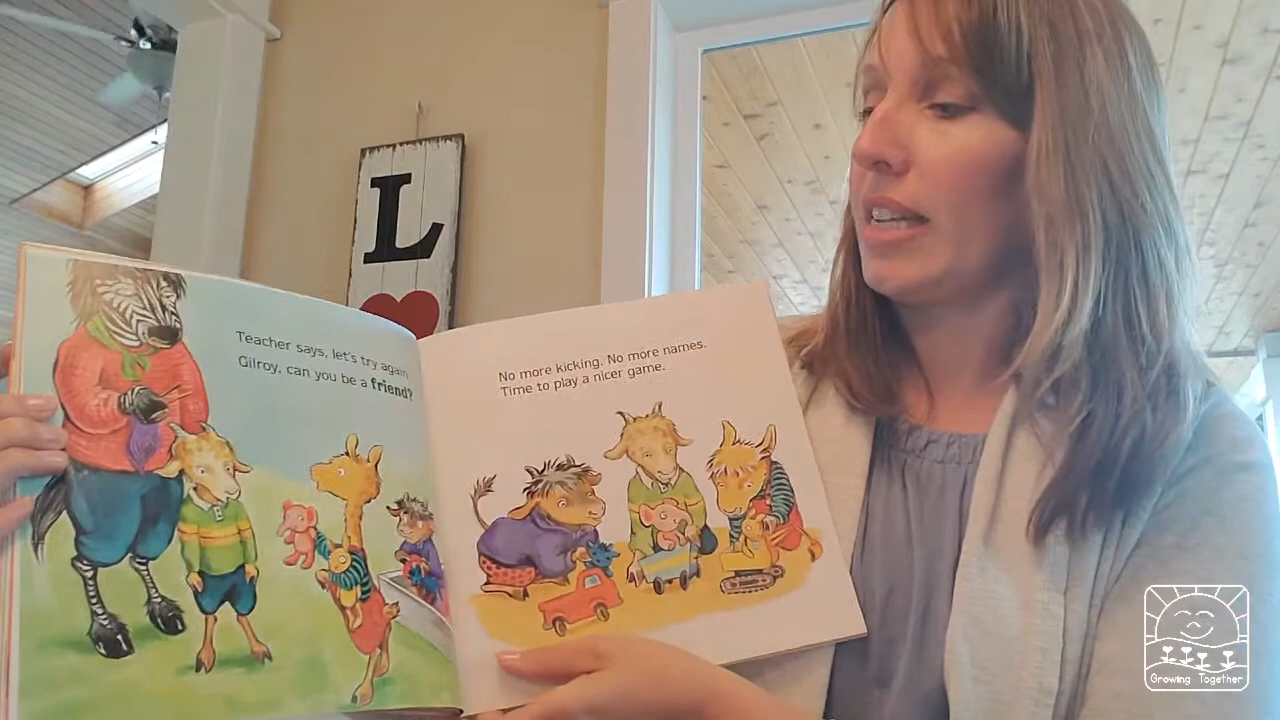 L
Teacher says, let's try again
Gilroy, can you be a friend?
No more kicking. No more names.
Time to play a nicer game.
Growing Together